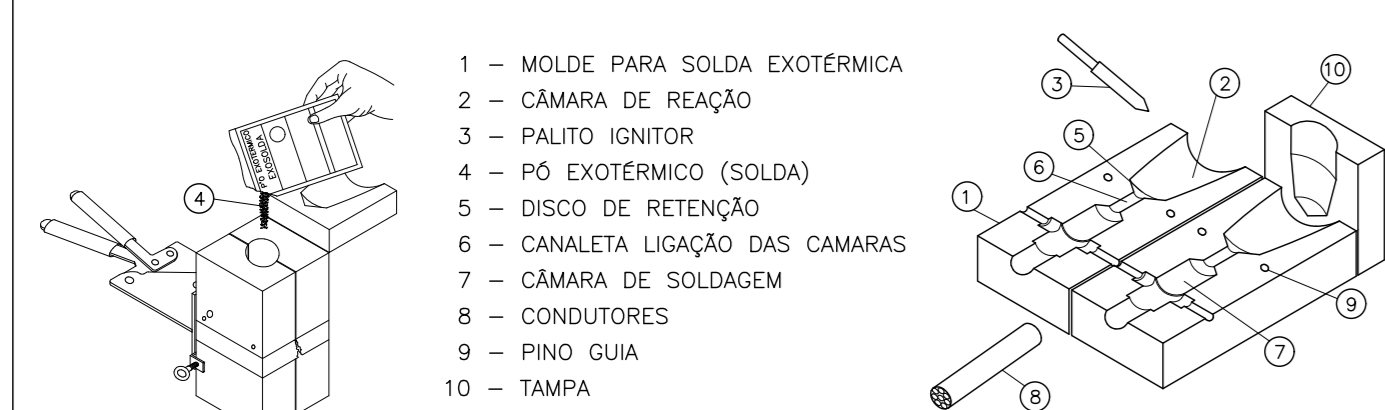 PÓ EXOTÉRMICO
EXOSOLDA
4
1 – MOLDE PARA SOLDA EXOTÉRMICA
2 – CÂMARA DE REAÇÃO
3 – PALITO IGNITOR
4 – PÓ EXOTÉRMICO (SOLDA)
5 – DISCO DE RETENÇÃO
6 – CANALETA LIGAÇÃO DAS CAMARAS
7 – CÂMARA DE SOLDAGEM
8 – CONDUTORES
9 – PINO GUIA
10 – TAMPA
3
2
10
5
6
1
9
7
8